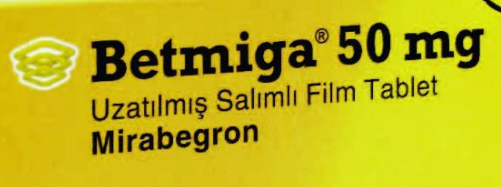 Betmiga® 50 mg
Uzatılmış Salımlı Film Tablet
Mirabegron